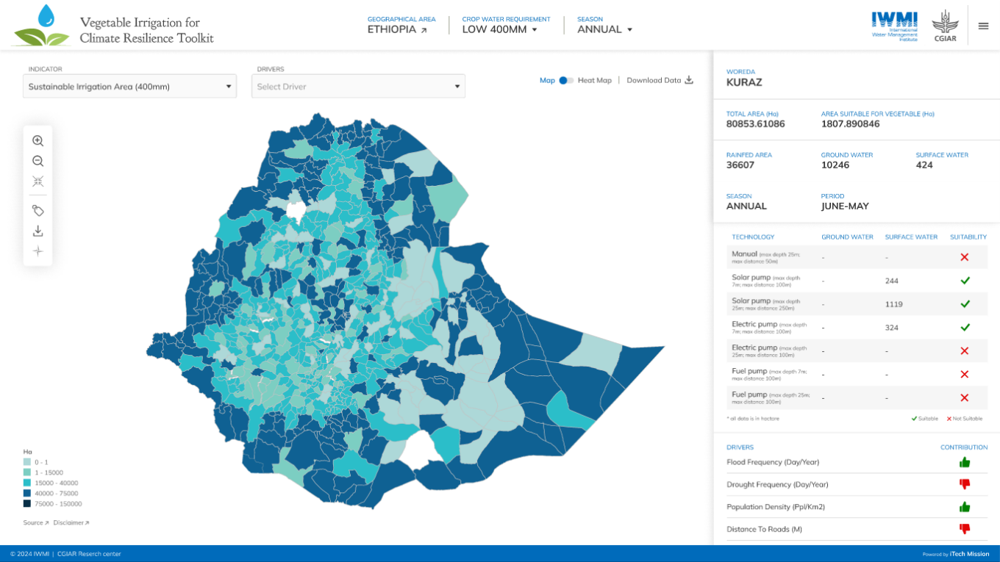 Vegetable Irrigation for
Climate Resilience Toolkit
GEOGRAPHICAL AREA
ETHIOPIA
CROP WATER REQUIREMENT
LOW 400MM
SEASON
ANNUAL
IWMI
International
Water Management
Institute
CGIAR
INDICATOR
Sustainable Irrigation Area (400mm)
DRIVERS
Select Driver
Map Heat Map | Download Data
Ha
0 - 1
1 - 15000
15000 - 40000
40000 - 75000
75000 - 150000
Source Disclaimer
WOREDA
KURAZ
TOTAL AREA (Ha) AREA SUITABLE FOR VEGETABLE (Ha)
80853.61086 1807.890846
RAINFED AREA GROUND WATER SURFACE WATER
36607 10246 424
SEASON PERIOD
ANNUAL JUNE-MAY
TECHNOLOGY GROUND WATER SURFACE WATER SUITABILITY
Manual (max depth 25m;
max distance 50m) - -
Solar pump (max depth
7m; max distance 100m) - 244
Solar pump (max depth
25m; max distance 250m) - 1119
Electric pump (max depth
7m; max distance 100m) - 324
Electric pump (max depth
25m; max distance 100m) - -
Fuel pump (max depth 7m;
max distance 100m) - -
Fuel pump (max depth 25m;
max distance 100m) - -
* all data is in hactare Suitable Not Suitable
DRIVERS CONTRIBUTION
Flood Frequency (Day/Year)
Drought Frequency (Day/Year)
Population Density (Ppl/Km2)
Distance To Roads (M)
© 2024 IWMI | CGIAR Reserch center
Powered by iTech Mission